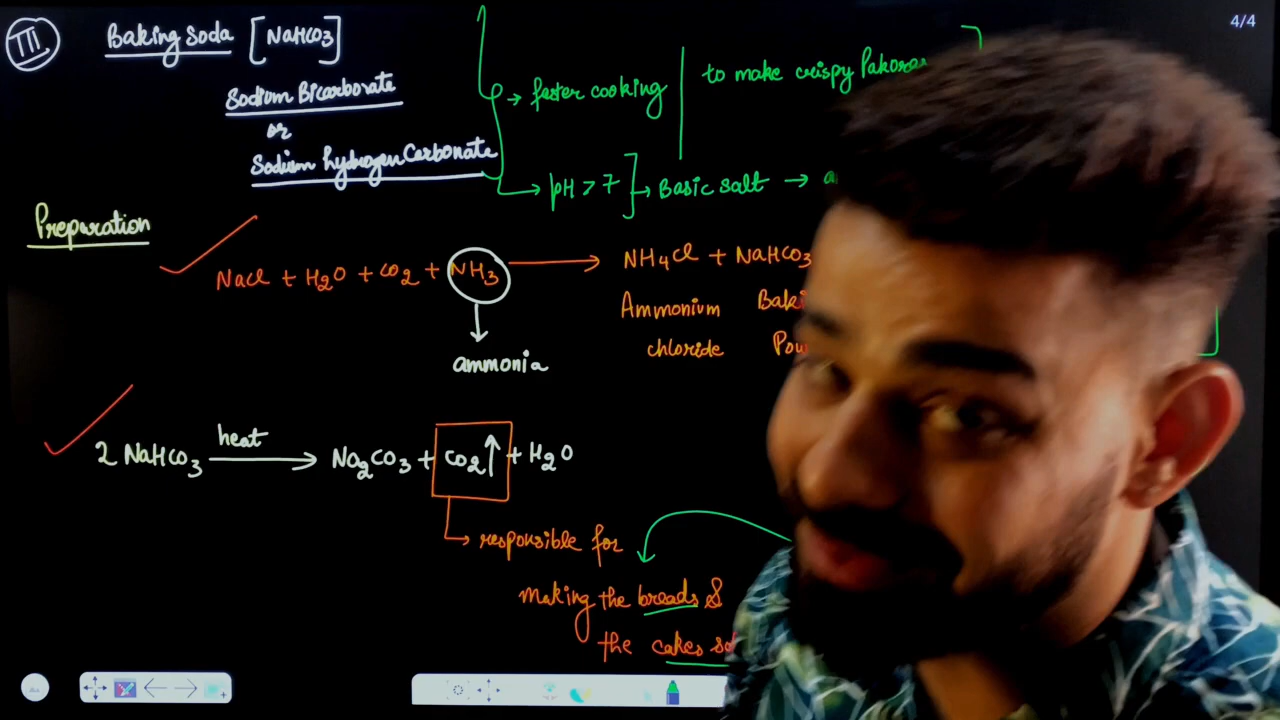 4/4
III Baking Soda [NaHCO3]
Sodium Bicarbonate
or
Sodium hydrogen Carbonate
→ faster cooking
to make crispy Pakoras
→ pH > 7 ] → Basic salt →
Preparation
NaCl + H2O + CO2 + NH3 → NH4Cl + NaHCO3
Ammonium
chloride
ammonia
2 NaHCO3 heat → Na2CO3 + CO2↑ + H2O
→ responsible for
making the breads &
the cakes